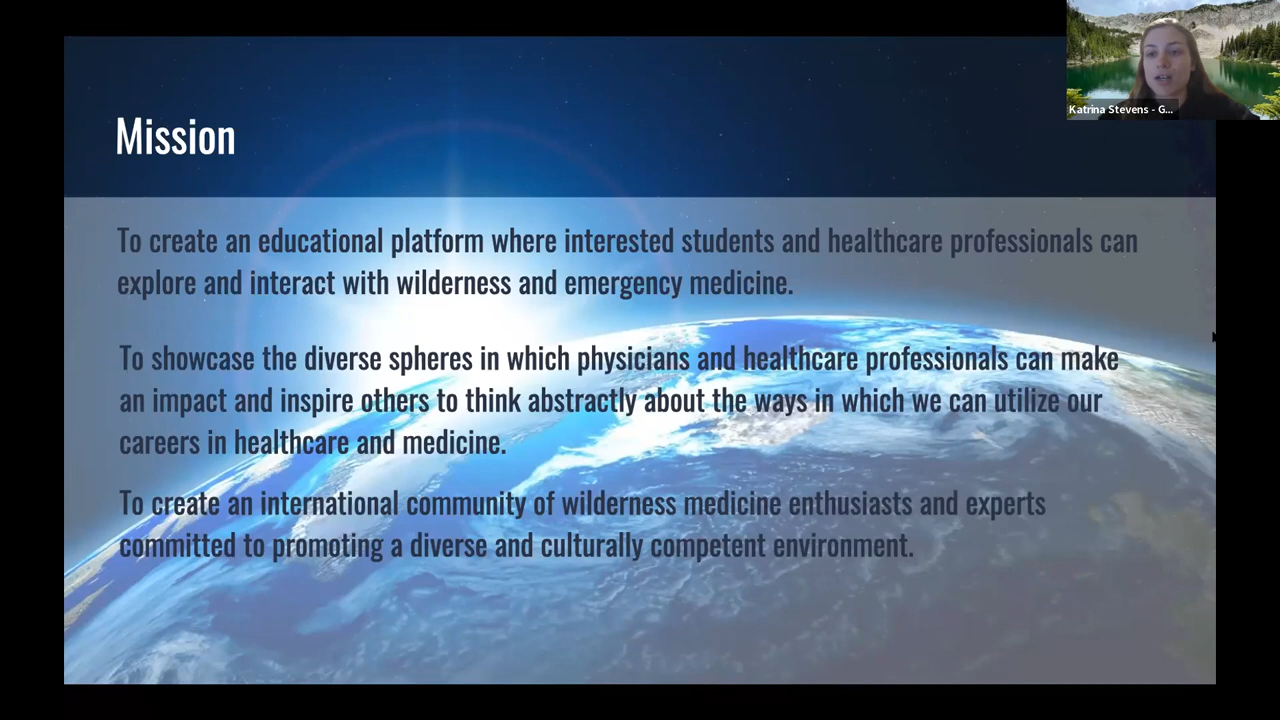 Katrina Stevens - G...
Mission
To create an educational platform where interested students and healthcare professionals can
explore and interact with wilderness and emergency medicine.
To showcase the diverse spheres in which physicians and healthcare professionals can make
an impact and inspire others to think abstractly about the ways in which we can utilize our
careers in healthcare and medicine.
To create an international community of wilderness medicine enthusiasts and experts
committed to promoting a diverse and culturally competent environment.